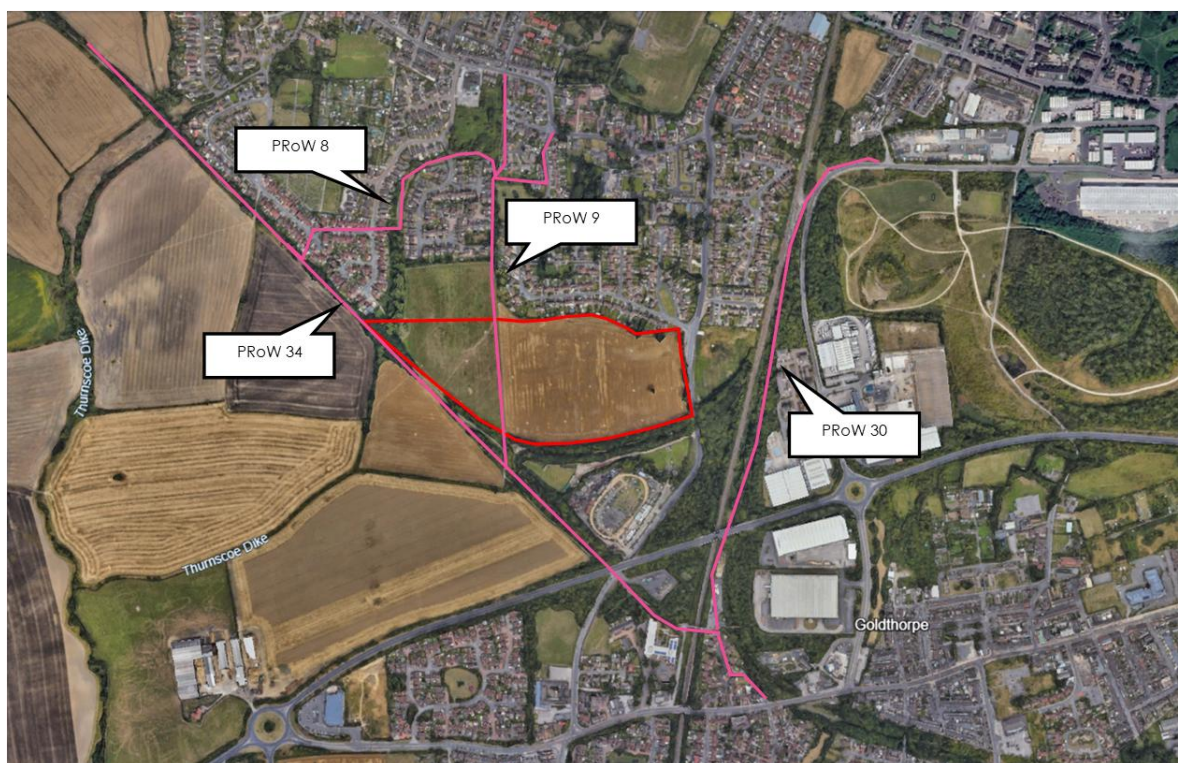 PRoW 8
PRoW 9
PRoW 34
PRoW 30
Thurnscoe Dike
Thurnscoe Dike
Goldthorpe